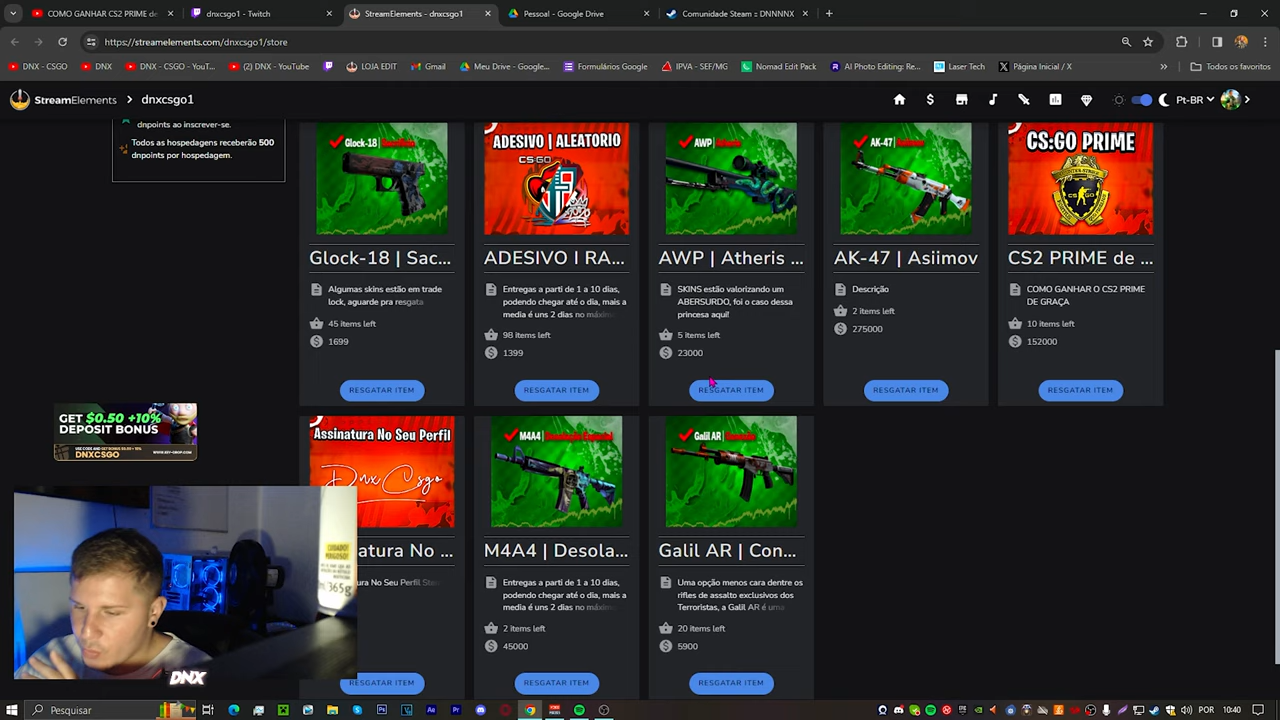 COMO GANHAR CS2 PRIME de
dnxcsgo1 - Twitch
StreamElements - dnxcsgo1
Pessoal - Google Drive
Comunidade Steam :: DNNNNX
https://streamelements.com/dnxcsgo1/store
DNX - CSGO
DNX
DNX - CSGO - YouT...
(2) DNX - YouTube
LOJA EDIT
Gmail
Meu Drive - Google...
Formulários Google
IPVA - SEF/MG
Nomad Edit Pack
AI Photo Editing: Re...
Laser Tech
Página Inicial / X
Todos os favoritos
StreamElements
dnxcsgo1
Pt-BR
dnpoints ao inscrever-se.
Todos as hospedagens receberão 500
dnpoints por hospedagem.
Glock-18 |
Glock-18 | Sac...
Algumas skins estão em trade
lock, aguarde pra resgata
45 items left
1699
RESGATAR ITEM
ADESIVO | ALEATORIO
CS:GO
ADESIVO I RA...
Entregas a partir de 1 a 10 dias,
podendo chegar até o dia, mais a
media é uns 2 dias no máximo
98 items left
1399
RESGATAR ITEM
AWP |
AWP | Atheris ...
SKINS estão valorizando um
ABERSURDO, foi o caso dessa
princesa aqui!
5 items left
23000
RESGATAR ITEM
AK-47 |
AK-47 | Asiimov
Descrição
2 items left
275000
RESGATAR ITEM
CS:GO PRIME
CS2 PRIME de ...
COMO GANHAR O CS2 PRIME
DE GRAÇA
10 items left
152000
RESGATAR ITEM
GET $0.50 +10%
DEPOSIT BONUS
DNXCSGO
Assinatura No Seu Perfil
DnxCsgo
natura No ...
ura No Seu Perfil
RESGATAR ITEM
M4A4 |
M4A4 | Desola...
Entregas a partir de 1 a 10 dias,
podendo chegar até o dia, mais a
media é uns 2 dias no máximo
2 items left
45000
RESGATAR ITEM
Galil AR |
Galil AR | Con...
Uma opção menos cara dentre os
rifles de assalto exclusivos dos
Terroristas, a Galil AR é uma
20 items left
5900
RESGATAR ITEM
CUIDADO!
PERIGOSO!
365g
DNX
Pesquisar
POR
10:40